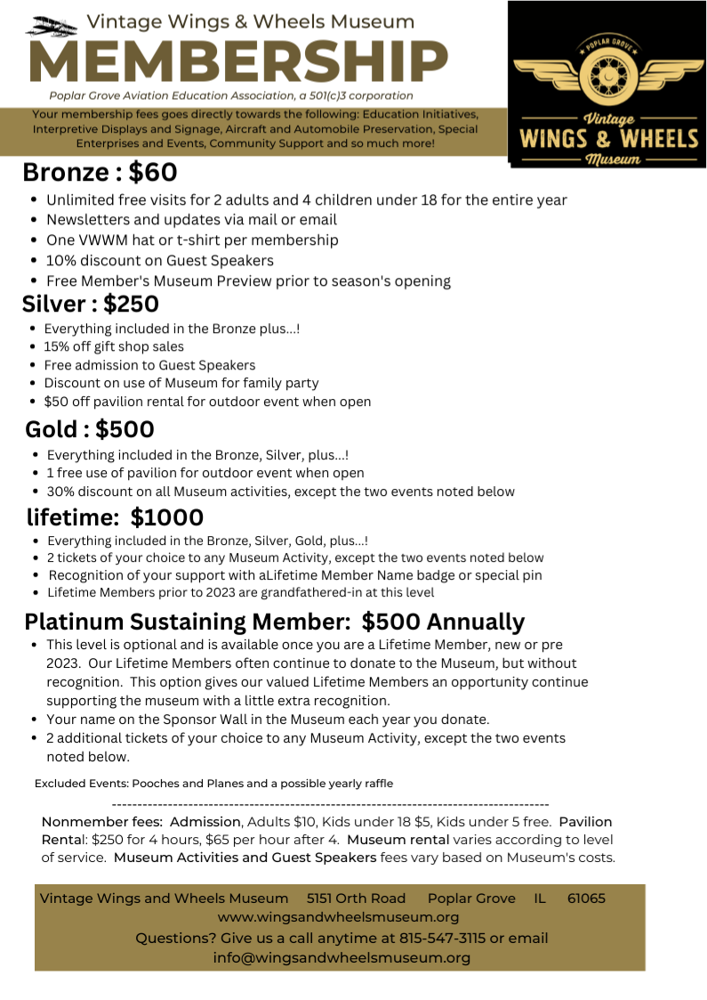 Vintage Wings & Wheels Museum
MEMBERSHIP
Poplar Grove Aviation Education Association, a 501(c)3 corporation
POPLAR GROVE
Vintage
WINGS & WHEELS
Museum
Your membership fees goes directly towards the following: Education Initiatives,
Interpretive Displays and Signage, Aircraft and Automobile Preservation, Special
Enterprises and Events, Community Support and so much more!
Bronze : $60
• Unlimited free visits for 2 adults and 4 children under 18 for the entire year
• Newsletters and updates via mail or email
• One VWWM hat or t-shirt per membership
• 10% discount on Guest Speakers
• Free Member's Museum Preview prior to season's opening
Silver : $250
• Everything included in the Bronze plus...!
• 15% off gift shop sales
• Free admission to Guest Speakers
• Discount on use of Museum for family party
• $50 off pavilion rental for outdoor event when open
Gold : $500
• Everything included in the Bronze, Silver, plus...!
• 1 free use of pavilion for outdoor event when open
• 30% discount on all Museum activities, except the two events noted below
lifetime: $1000
• Everything included in the Bronze, Silver, Gold, plus...!
• 2 tickets of your choice to any Museum Activity, except the two events noted below
• Recognition of your support with aLifetime Member Name badge or special pin
• Lifetime Members prior to 2023 are grandfathered-in at this level
Platinum Sustaining Member: $500 Annually
• This level is optional and is available once you are a Lifetime Member, new or pre
2023. Our Lifetime Members often continue to donate to the Museum, but without
recognition. This option gives our valued Lifetime Members an opportunity continue
supporting the museum with a little extra recognition.
• Your name on the Sponsor Wall in the Museum each year you donate.
• 2 additional tickets of your choice to any Museum Activity, except the two events
noted below.
Excluded Events: Pooches and Planes and a possible yearly raffle
Nonmember fees: Admission, Adults $10, Kids under 18 $5, Kids under 5 free. Pavilion
Rental: $250 for 4 hours, $65 per hour after 4. Museum rental varies according to level
of service. Museum Activities and Guest Speakers fees vary based on Museum's costs.
Vintage Wings and Wheels Museum 5151 Orth Road Poplar Grove IL 61065
www.wingsandwheelsmuseum.org
Questions? Give us a call anytime at 815-547-3115 or email
info@wingsandwheelsmuseum.org